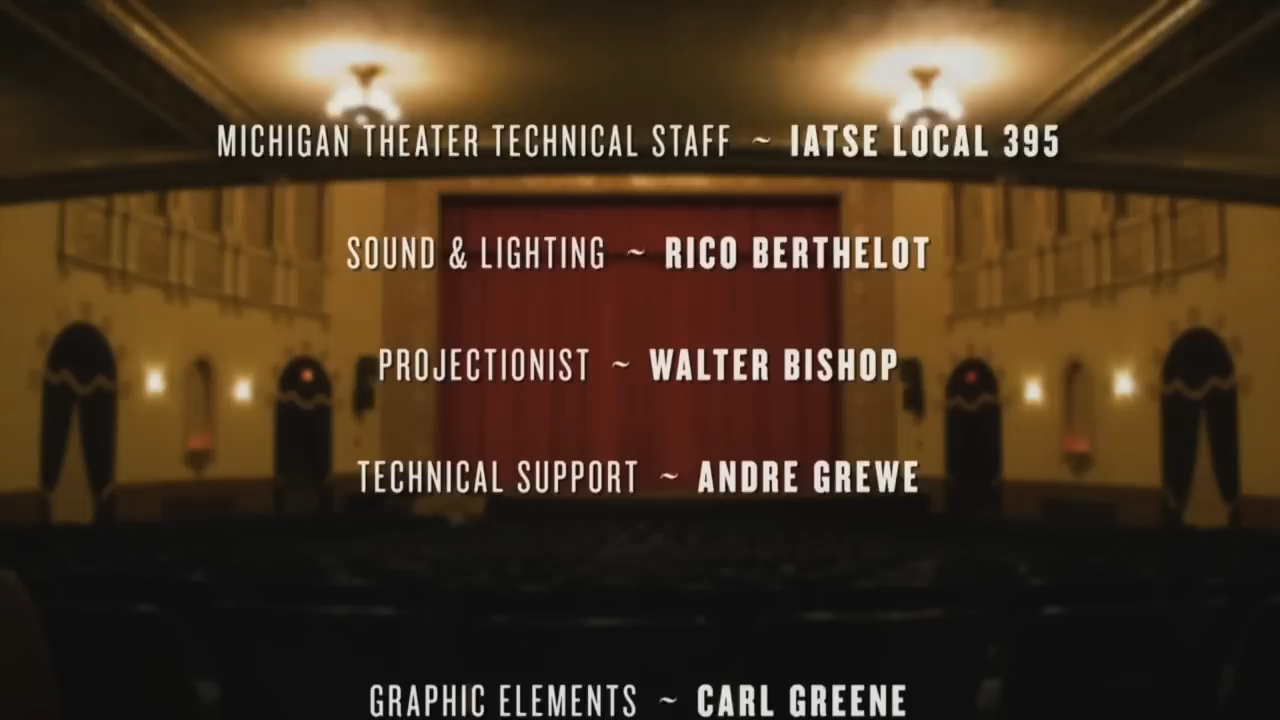 MICHIGAN THEATER TECHNICAL STAFF ~ IATSE LOCAL 395
SOUND & LIGHTING ~ RICO BERTHELOT
PROJECTIONIST ~ WALTER BISHOP
TECHNICAL SUPPORT ~ ANDRE GREWE
GRAPHIC ELEMENTS ~ CARL GREENE